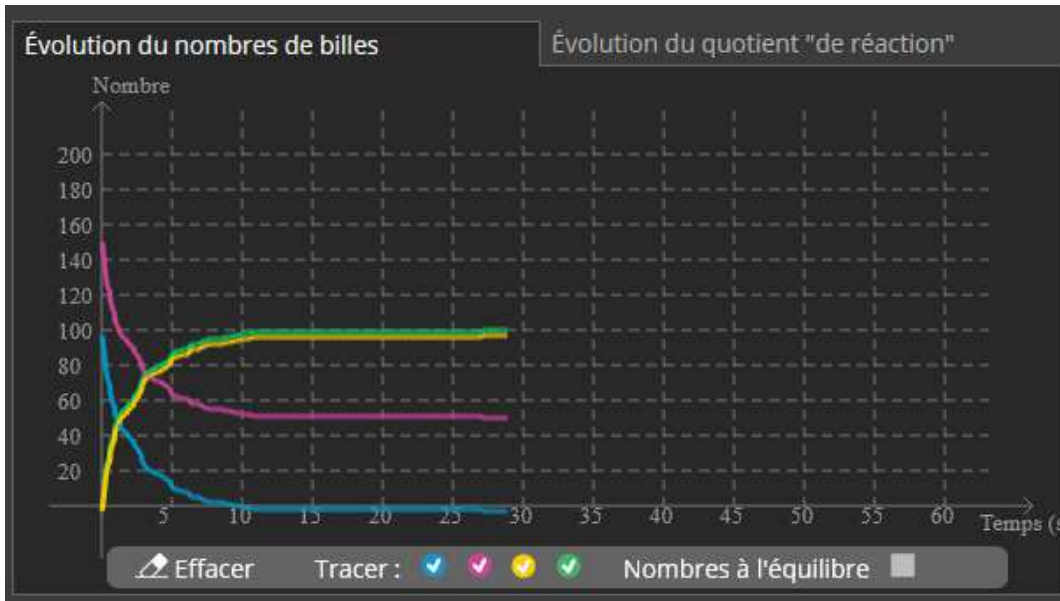 Évolution du nombres de billes
Évolution du quotient "de réaction"
Nombre
200
180
160
140
120
100
80
60
40
20
5 10 15 20 25 30 35 40 45 50 55 60
Temps (s
Effacer Tracer : Nombres à l'équilibre